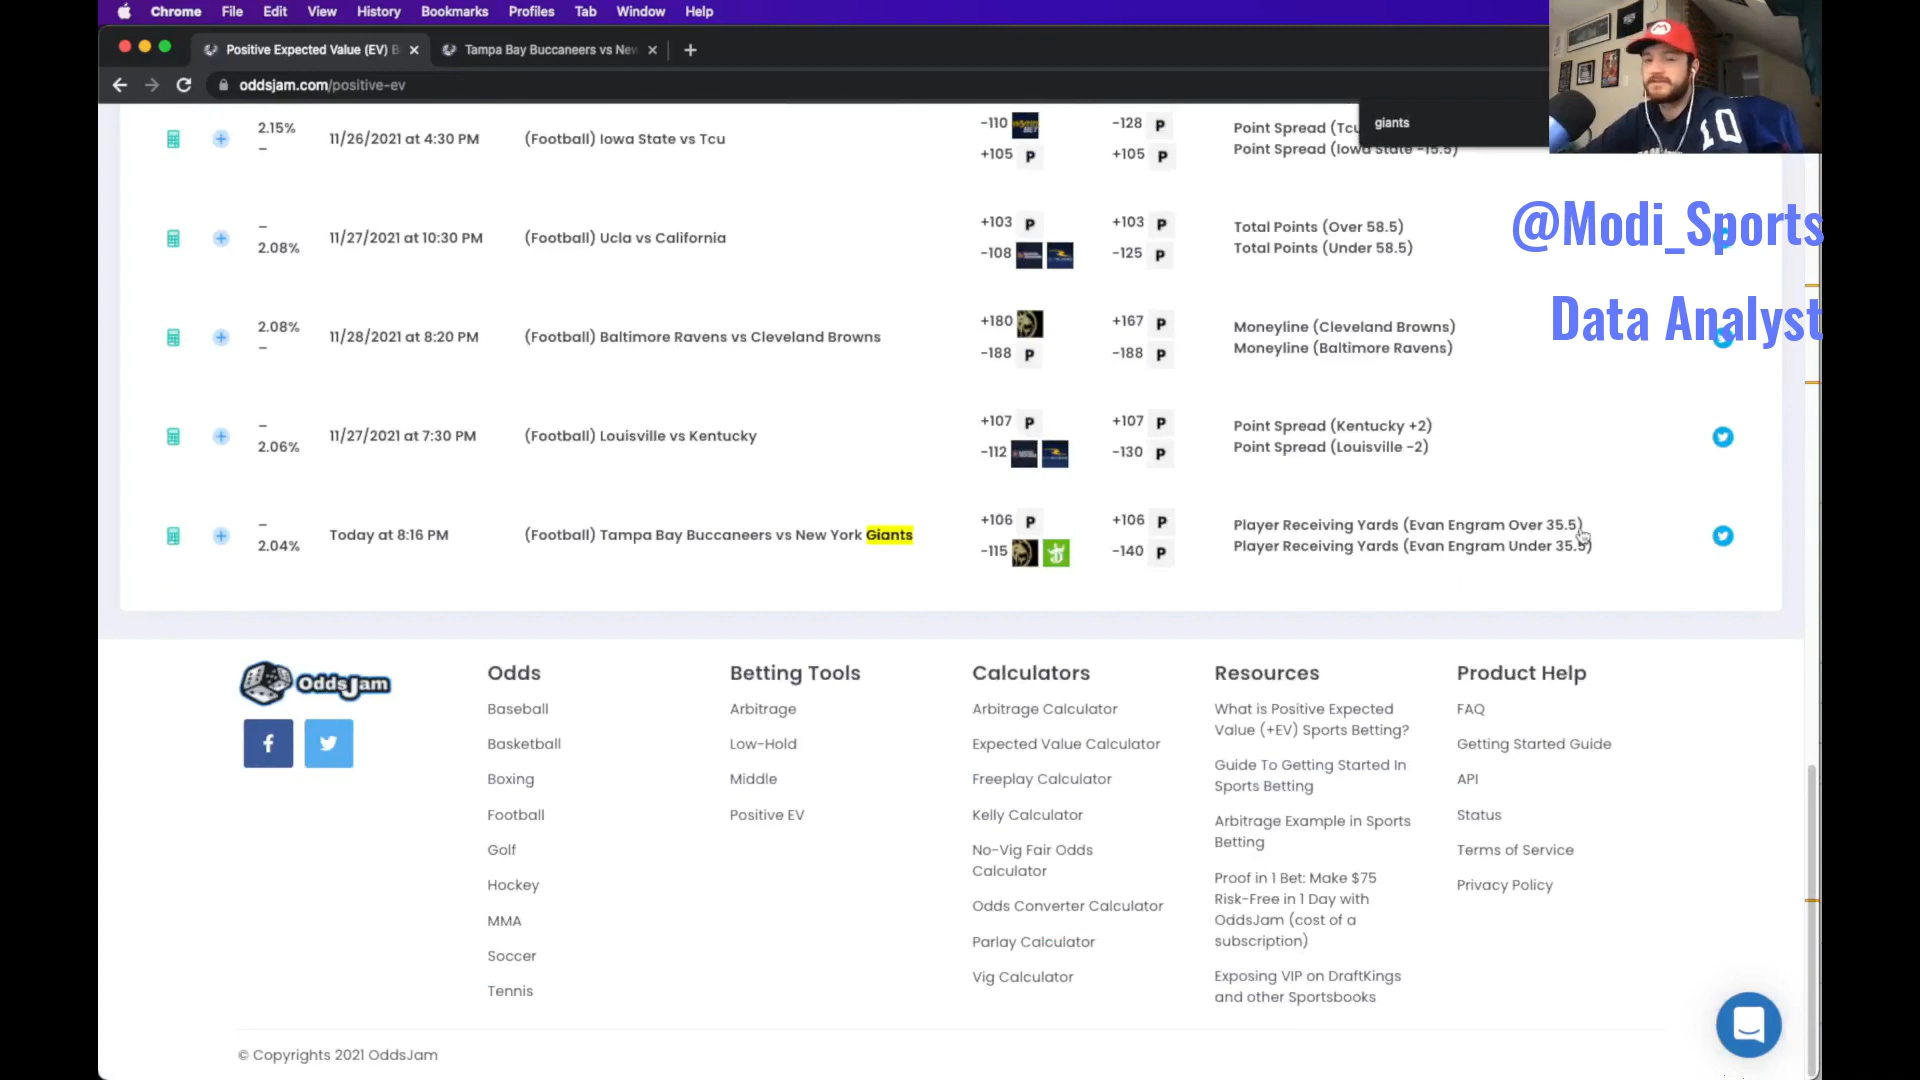 Chrome File Edit View History Bookmarks Profiles Tab Window Help
Positive Expected Value (EV) B
Tampa Bay Buccaneers vs New
oddsjam.com/positive-ev
giants
10
2.15%
–
11/26/2021 at 4:30 PM
(Football) Iowa State vs Tcu
-110
+105 P
-128 P
+105 P
Point Spread (Tcu
Point Spread (Iowa State -15.5)
@Modi_Sports
Data Analyst
–
2.08%
11/27/2021 at 10:30 PM
(Football) Ucla vs California
+103 P
-108
+103 P
-125 P
Total Points (Over 58.5)
Total Points (Under 58.5)
2.08%
–
11/28/2021 at 8:20 PM
(Football) Baltimore Ravens vs Cleveland Browns
+180
-188 P
+167 P
-188 P
Moneyline (Cleveland Browns)
Moneyline (Baltimore Ravens)
–
2.06%
11/27/2021 at 7:30 PM
(Football) Louisville vs Kentucky
+107 P
-112
+107 P
-130 P
Point Spread (Kentucky +2)
Point Spread (Louisville -2)
–
2.04%
Today at 8:16 PM
(Football) Tampa Bay Buccaneers vs New York Giants
+106 P
-115
+106 P
-140 P
Player Receiving Yards (Evan Engram Over 35.5)
Player Receiving Yards (Evan Engram Under 35.5)
OddsJam
Odds
Baseball
Basketball
Boxing
Football
Golf
Hockey
MMA
Soccer
Tennis
Betting Tools
Arbitrage
Low-Hold
Middle
Positive EV
Calculators
Arbitrage Calculator
Expected Value Calculator
Freeplay Calculator
Kelly Calculator
No-Vig Fair Odds
Calculator
Odds Converter Calculator
Parlay Calculator
Vig Calculator
Resources
What is Positive Expected
Value (+EV) Sports Betting?
Guide To Getting Started In
Sports Betting
Arbitrage Example in Sports
Betting
Proof in 1 Bet: Make $75
Risk-Free in 1 Day with
OddsJam (cost of a
subscription)
Exposing VIP on DraftKings
and other Sportsbooks
Product Help
FAQ
Getting Started Guide
API
Status
Terms of Service
Privacy Policy
© Copyrights 2021 OddsJam